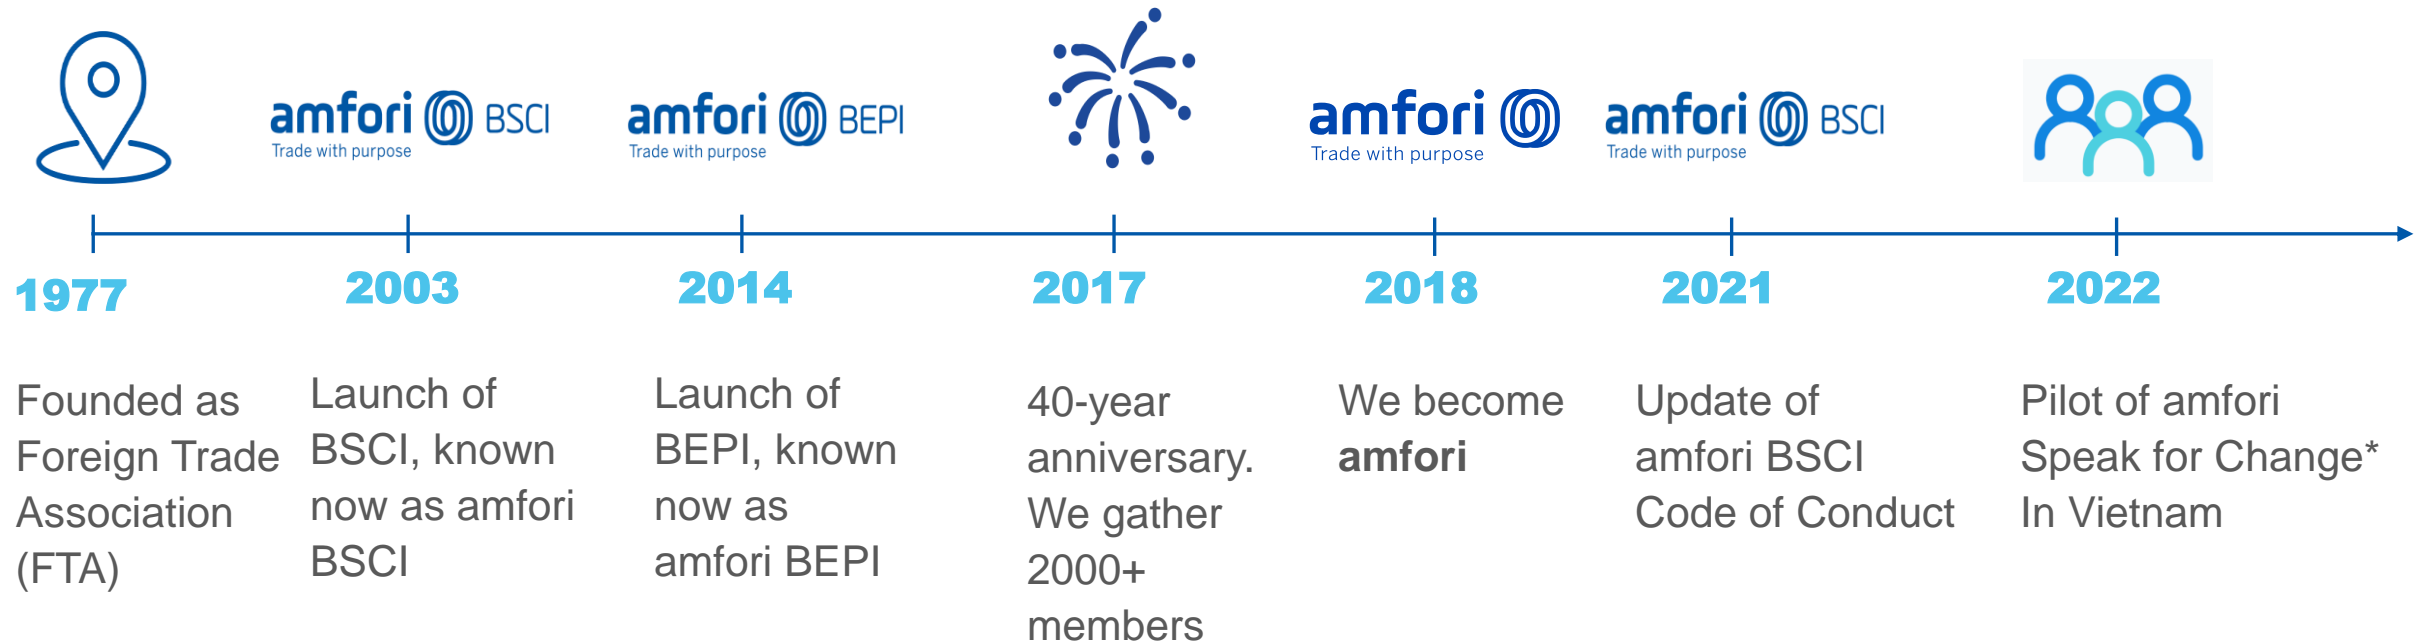 amfori BSCI
Trade with purpose
amfori BEPI
Trade with purpose
amfori
Trade with purpose
amfori BSCI
Trade with purpose
1977
Founded as
Foreign Trade
Association
(FTA)
2003
Launch of
BSCI, known
now as amfori
BSCI
2014
Launch of
BEPI, known
now as
amfori BEPI
2017
40-year
anniversary.
We gather
2000+
members
2018
We become
amfori
2021
Update of
amfori BSCI
Code of Conduct
2022
Pilot of amfori
Speak for Change*
In Vietnam